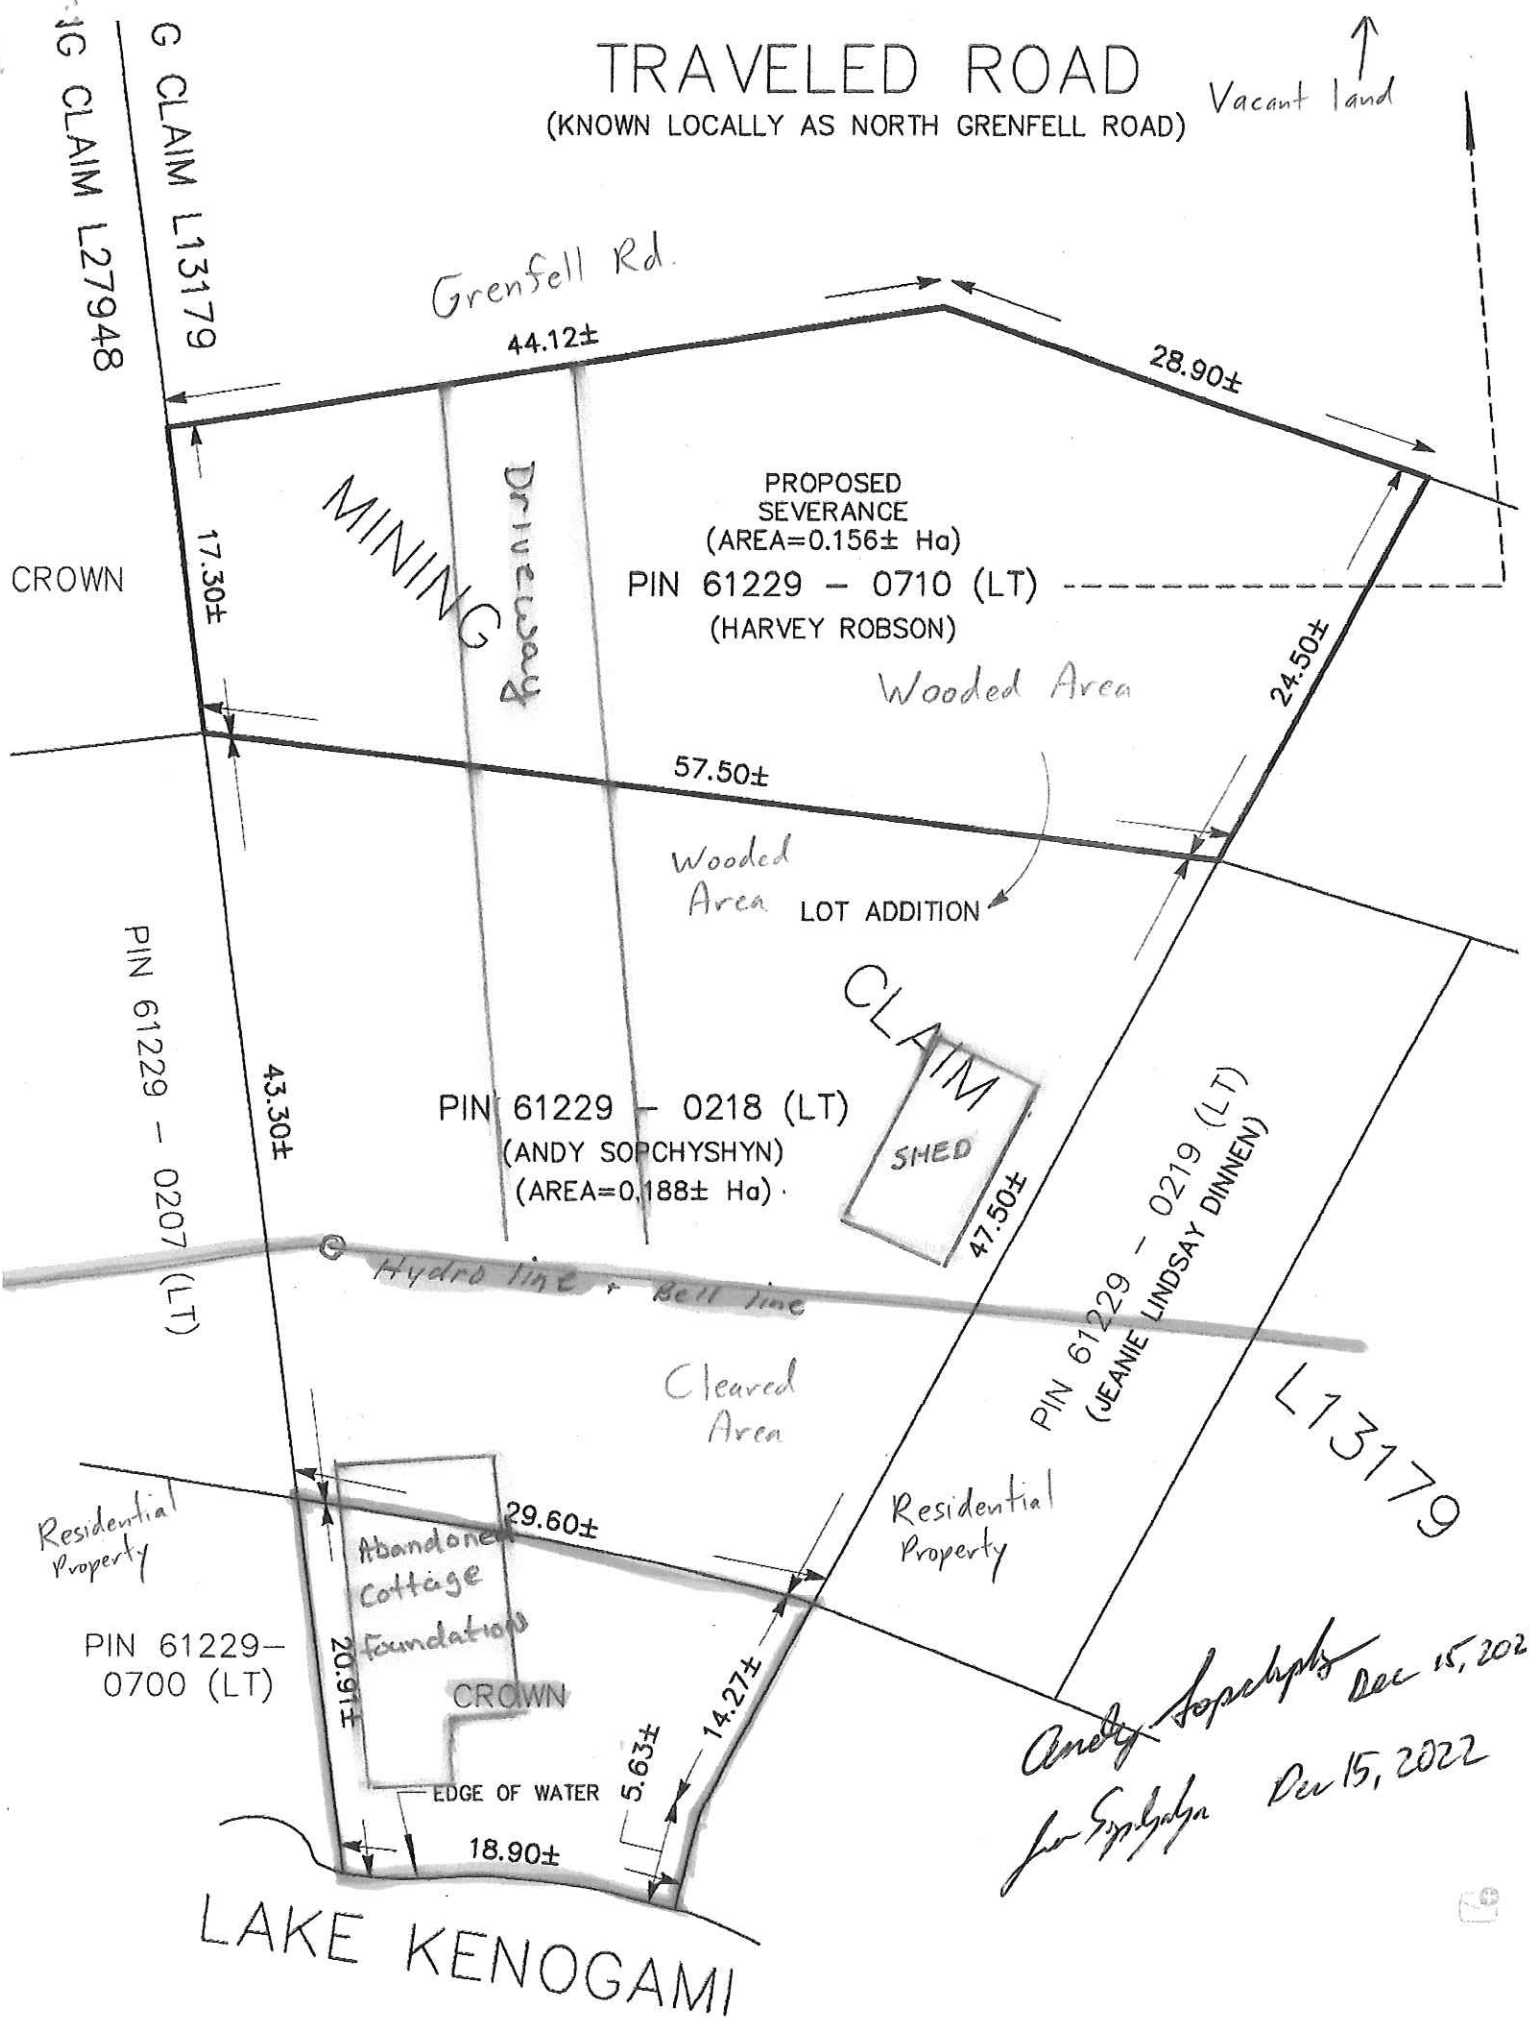 G CLAIM L13179
NG CLAIM L27948
TRAVELED ROAD
(KNOWN LOCALLY AS NORTH GRENFELL ROAD)
Vacant land
Grenfell Rd.
44.12±
28.90±
CROWN
17.30±
MINING
Driveway
PROPOSED
SEVERANCE
(AREA=0.156± Ha)
PIN 61229 - 0710 (LT)
(HARVEY ROBSON)
24.50±
Wooded Area
57.50±
Wooded
Area
LOT ADDITION
PIN 61229 - 0207 (LT)
43.30±
CLAIM
PIN 61229 - 0218 (LT)
(ANDY SOPCHYSHYN)
(AREA=0.188± Ha)
SHED
47.50±
PIN 61229 - 0219 (LT)
(JEANIE LINDSAY DINNEN)
Hydro line + Bell line
Cleared
Area
L13179
Residential
Property
29.60±
Abandoned
Cottage
Foundation
Residential
Property
PIN 61229-
0700 (LT)
20.91±
CROWN
14.27±
5.63±
EDGE OF WATER
18.90±
LAKE KENOGAMI
Andy Dec 15, 202
Dec 15, 2022